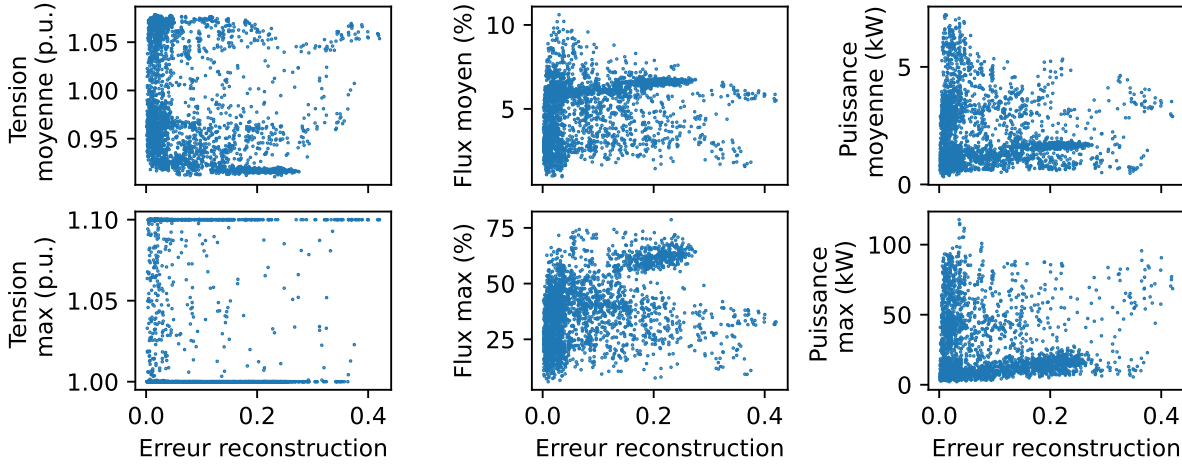 Tension
moyenne (p.u.)
1.05
1.00
0.95
Flux moyen (%)
10
5
Puissance
moyenne (kW)
5
0
Tension
max (p.u.)
1.10
1.05
1.00
0.0
0.2
0.4
Erreur reconstruction
Flux max (%)
75
50
25
0.0
0.2
0.4
Erreur reconstruction
Puissance
max (kW)
100
50
0
0.0
0.2
0.4
Erreur reconstruction